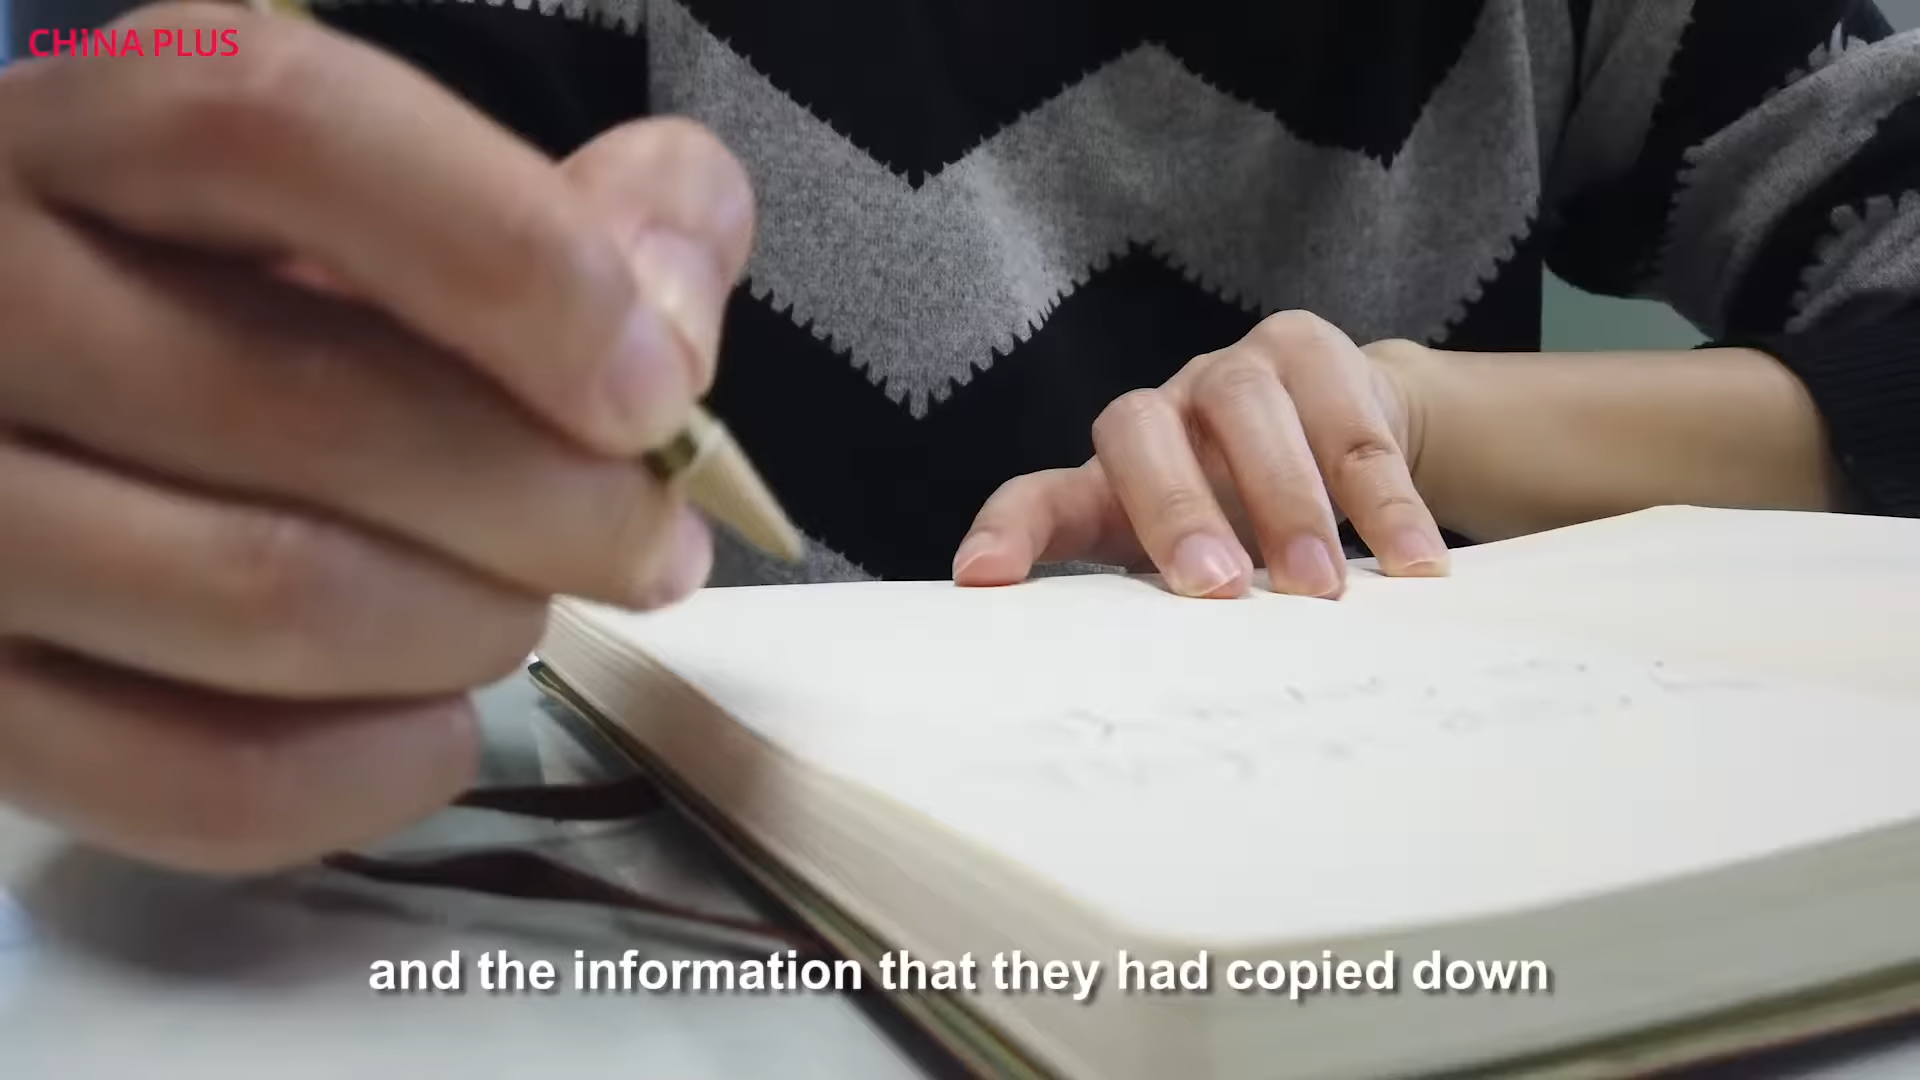 CHINA PLUS
and the information that they had copied down